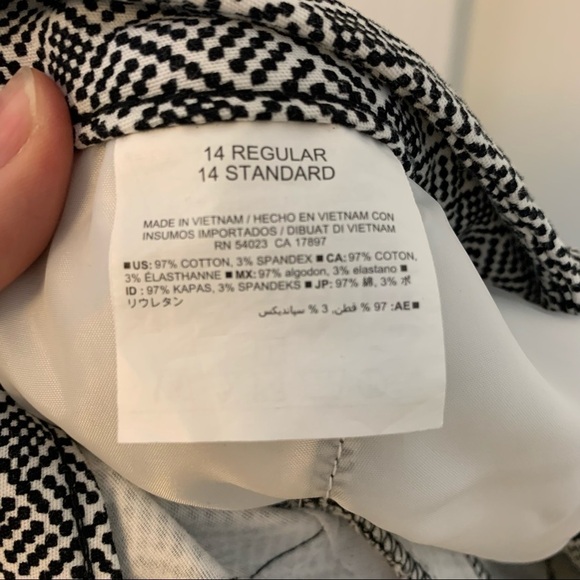 14 REGULAR
14 STANDARD
MADE IN VIETNAM / HECHO EN VIETNAM CON
INSUMOS IMPORTADOS / DIBUAT DI VIETNAM
RN 54023 CA 17897
■ US: 97% COTTON, 3% SPANDEX ■ CA: 97% COTON,
3% ÉLASTHANNE ■ MX: 97% algodon, 3% elastano ■
ID : 97% KAPAS, 3% SPANDEKS ■ JP: 97% 綿, 3% ポ
リウレタン
■AE: 97 % قطن, 3 % سپاندیکس